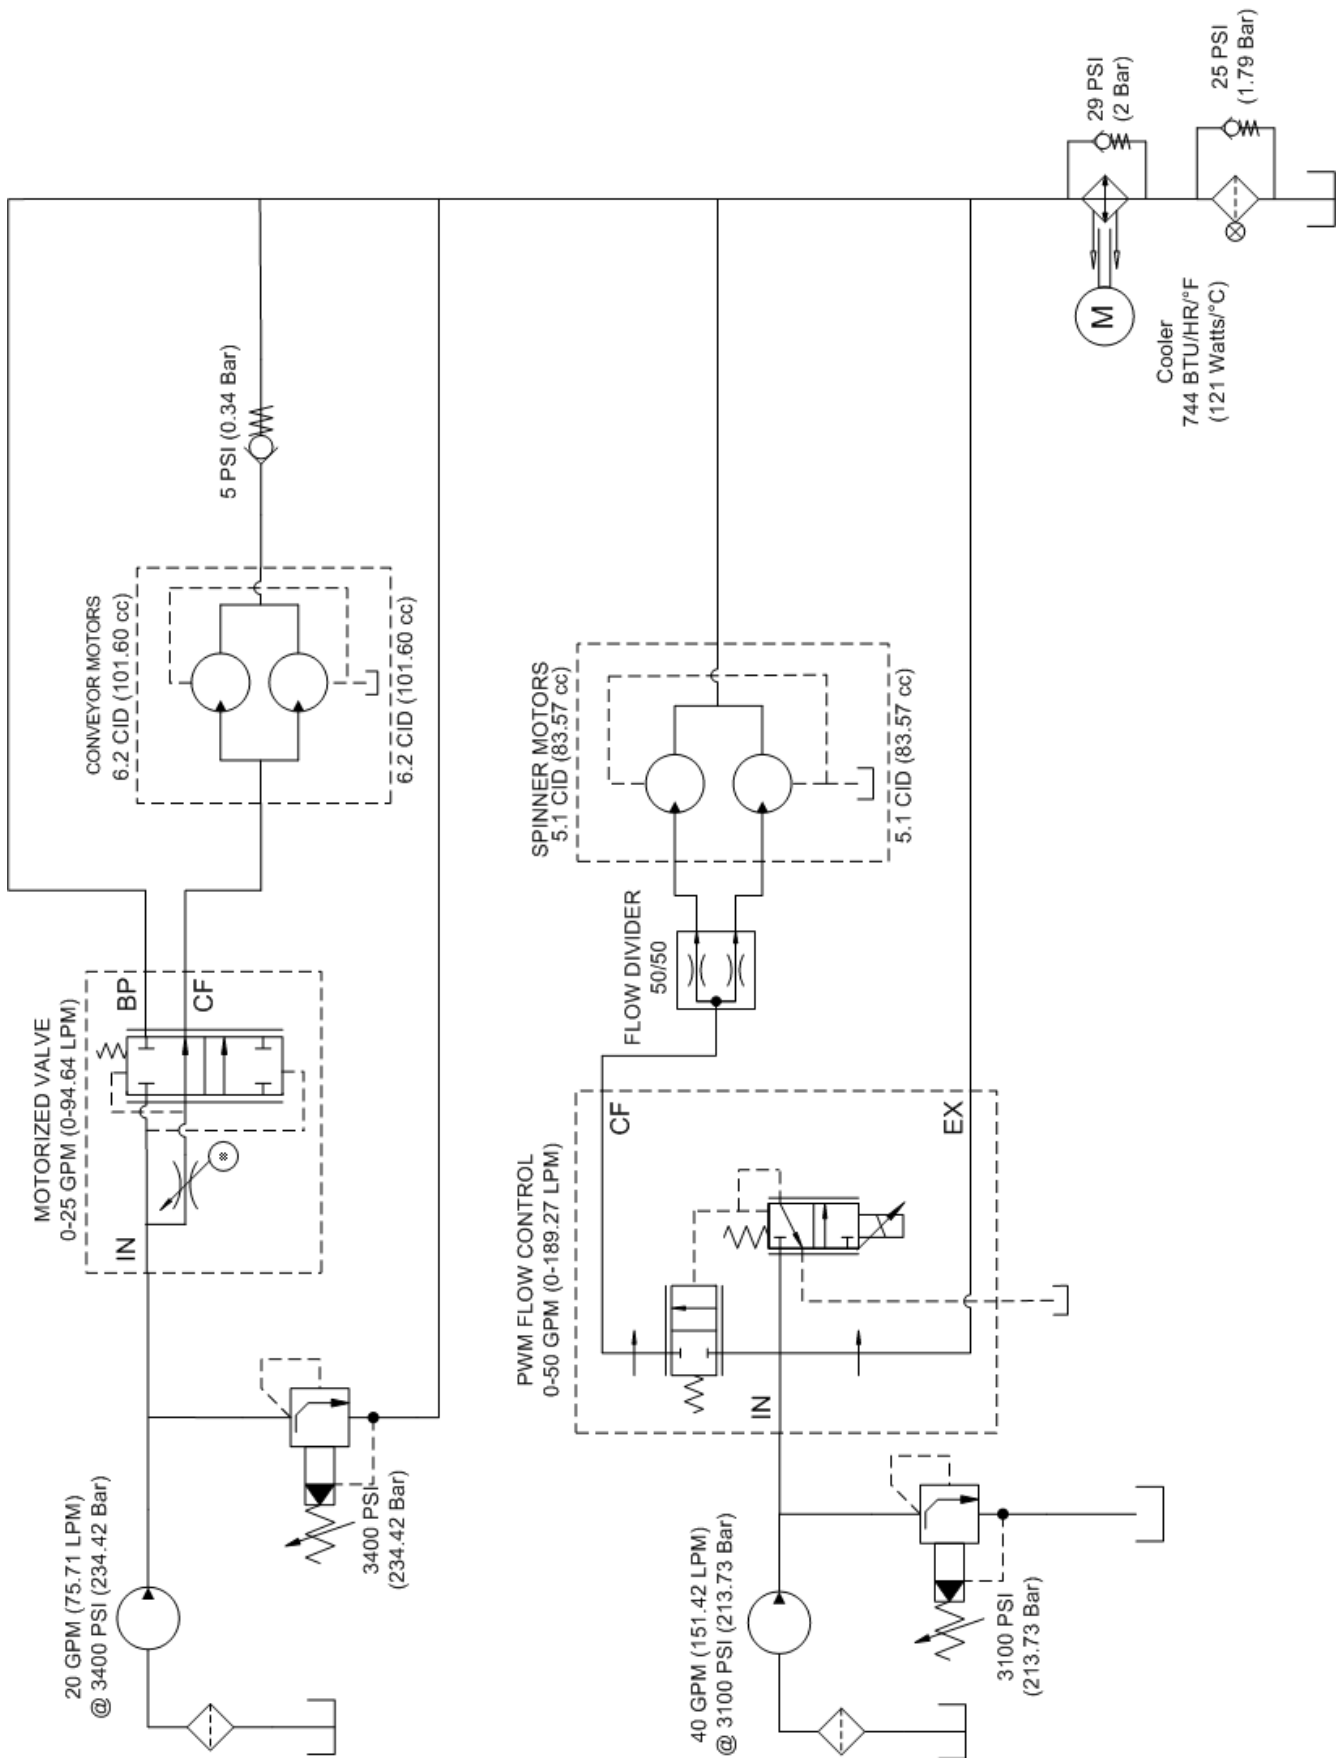 20 GPM (75.71 LPM)
@ 3400 PSI (234.42 Bar)
3400 PSI
(234.42 Bar)
MOTORIZED VALVE
0-25 GPM (0-94.64 LPM)
IN
BP
CF
CONVEYOR MOTORS
6.2 CID (101.60 cc)
6.2 CID (101.60 cc)
5 PSI (0.34 Bar)
40 GPM (151.42 LPM)
@ 3100 PSI (213.73 Bar)
3100 PSI
(213.73 Bar)
PWM FLOW CONTROL
0-50 GPM (0-189.27 LPM)
IN
CF
EX
FLOW DIVIDER
50/50
SPINNER MOTORS
5.1 CID (83.57 cc)
5.1 CID (83.57 cc)
29 PSI
(2 Bar)
M
Cooler
744 BTU/HR/°F
(121 Watts/°C)
25 PSI
(1.79 Bar)